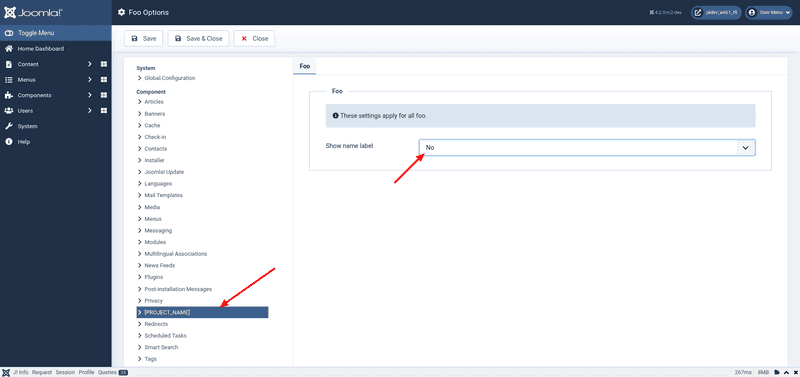 Joomla!
Foo Options
4.2.0-rc2-dev
User Menu
Toggle Menu
Save
Save & Close
Close
Home Dashboard
Content
Menus
Components
Users
System
Help
System
Global Configuration
Component
Articles
Banners
Cache
Check-in
Contacts
Installer
Joomla! Update
Languages
Mail Templates
Media
Menus
Messaging
Modules
Multilingual Associations
News Feeds
Plugins
Post-installation Messages
Privacy
[PROJECT_NAME]
Redirects
Scheduled Tasks
Smart Search
Tags
Foo
Foo
These settings apply for all foo.
Show name label
No
J! Info Request Session Profile Queries
267ms 8MB